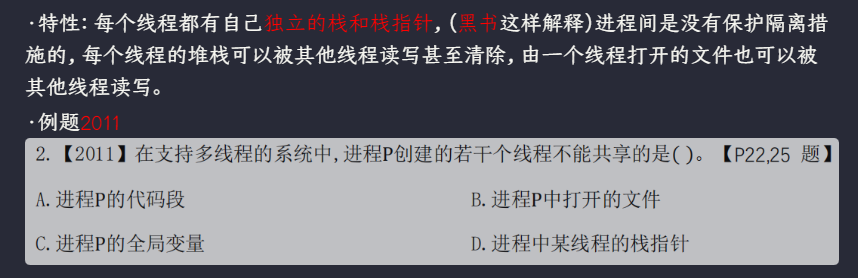 ·特性：每个线程都有自己独立的栈和栈指针，（黑书这样解释）进程间是没有保护隔离措
施的，每个线程的堆栈可以被其他线程读写甚至清除，由一个线程打开的文件也可以被
其他线程读写。
·例题2011
2.【2011】在支持多线程的系统中,进程P创建的若干个线程不能共享的是( )。【P22,25 题】
A.进程P的代码段 B.进程P中打开的文件
C.进程P的全局变量 D.进程中某线程的栈指针